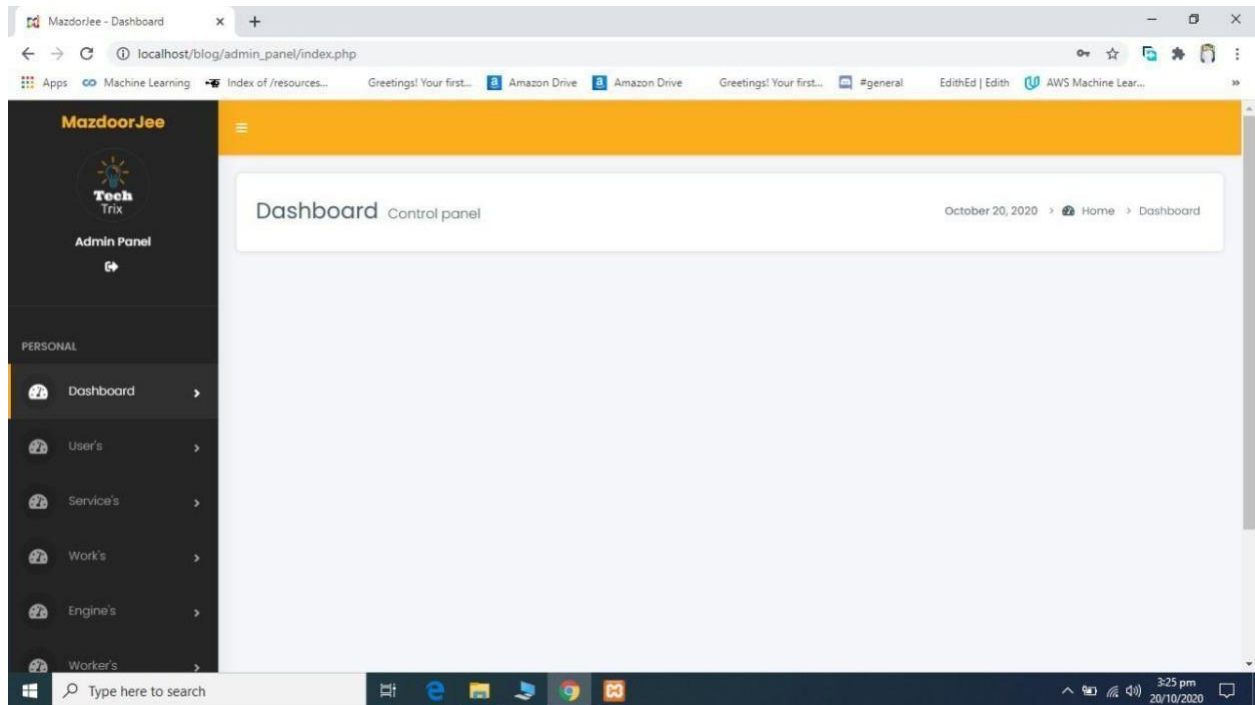 MazdorJee - Dashboard
localhost/blog/admin_panel/index.php
Apps Machine Learning Index of /resources... Greetings! Your first... Amazon Drive Amazon Drive Greetings! Your first... #general EdithEd | Edith AWS Machine Lear...
MazdoorJee
Tech
Trix
Admin Panel
Dashboard Control panel
October 20, 2020 > Home > Dashboard
PERSONAL
Dashboard
User's
Service's
Work's
Engine's
Worker's
Type here to search
3:25 pm
20/10/2020